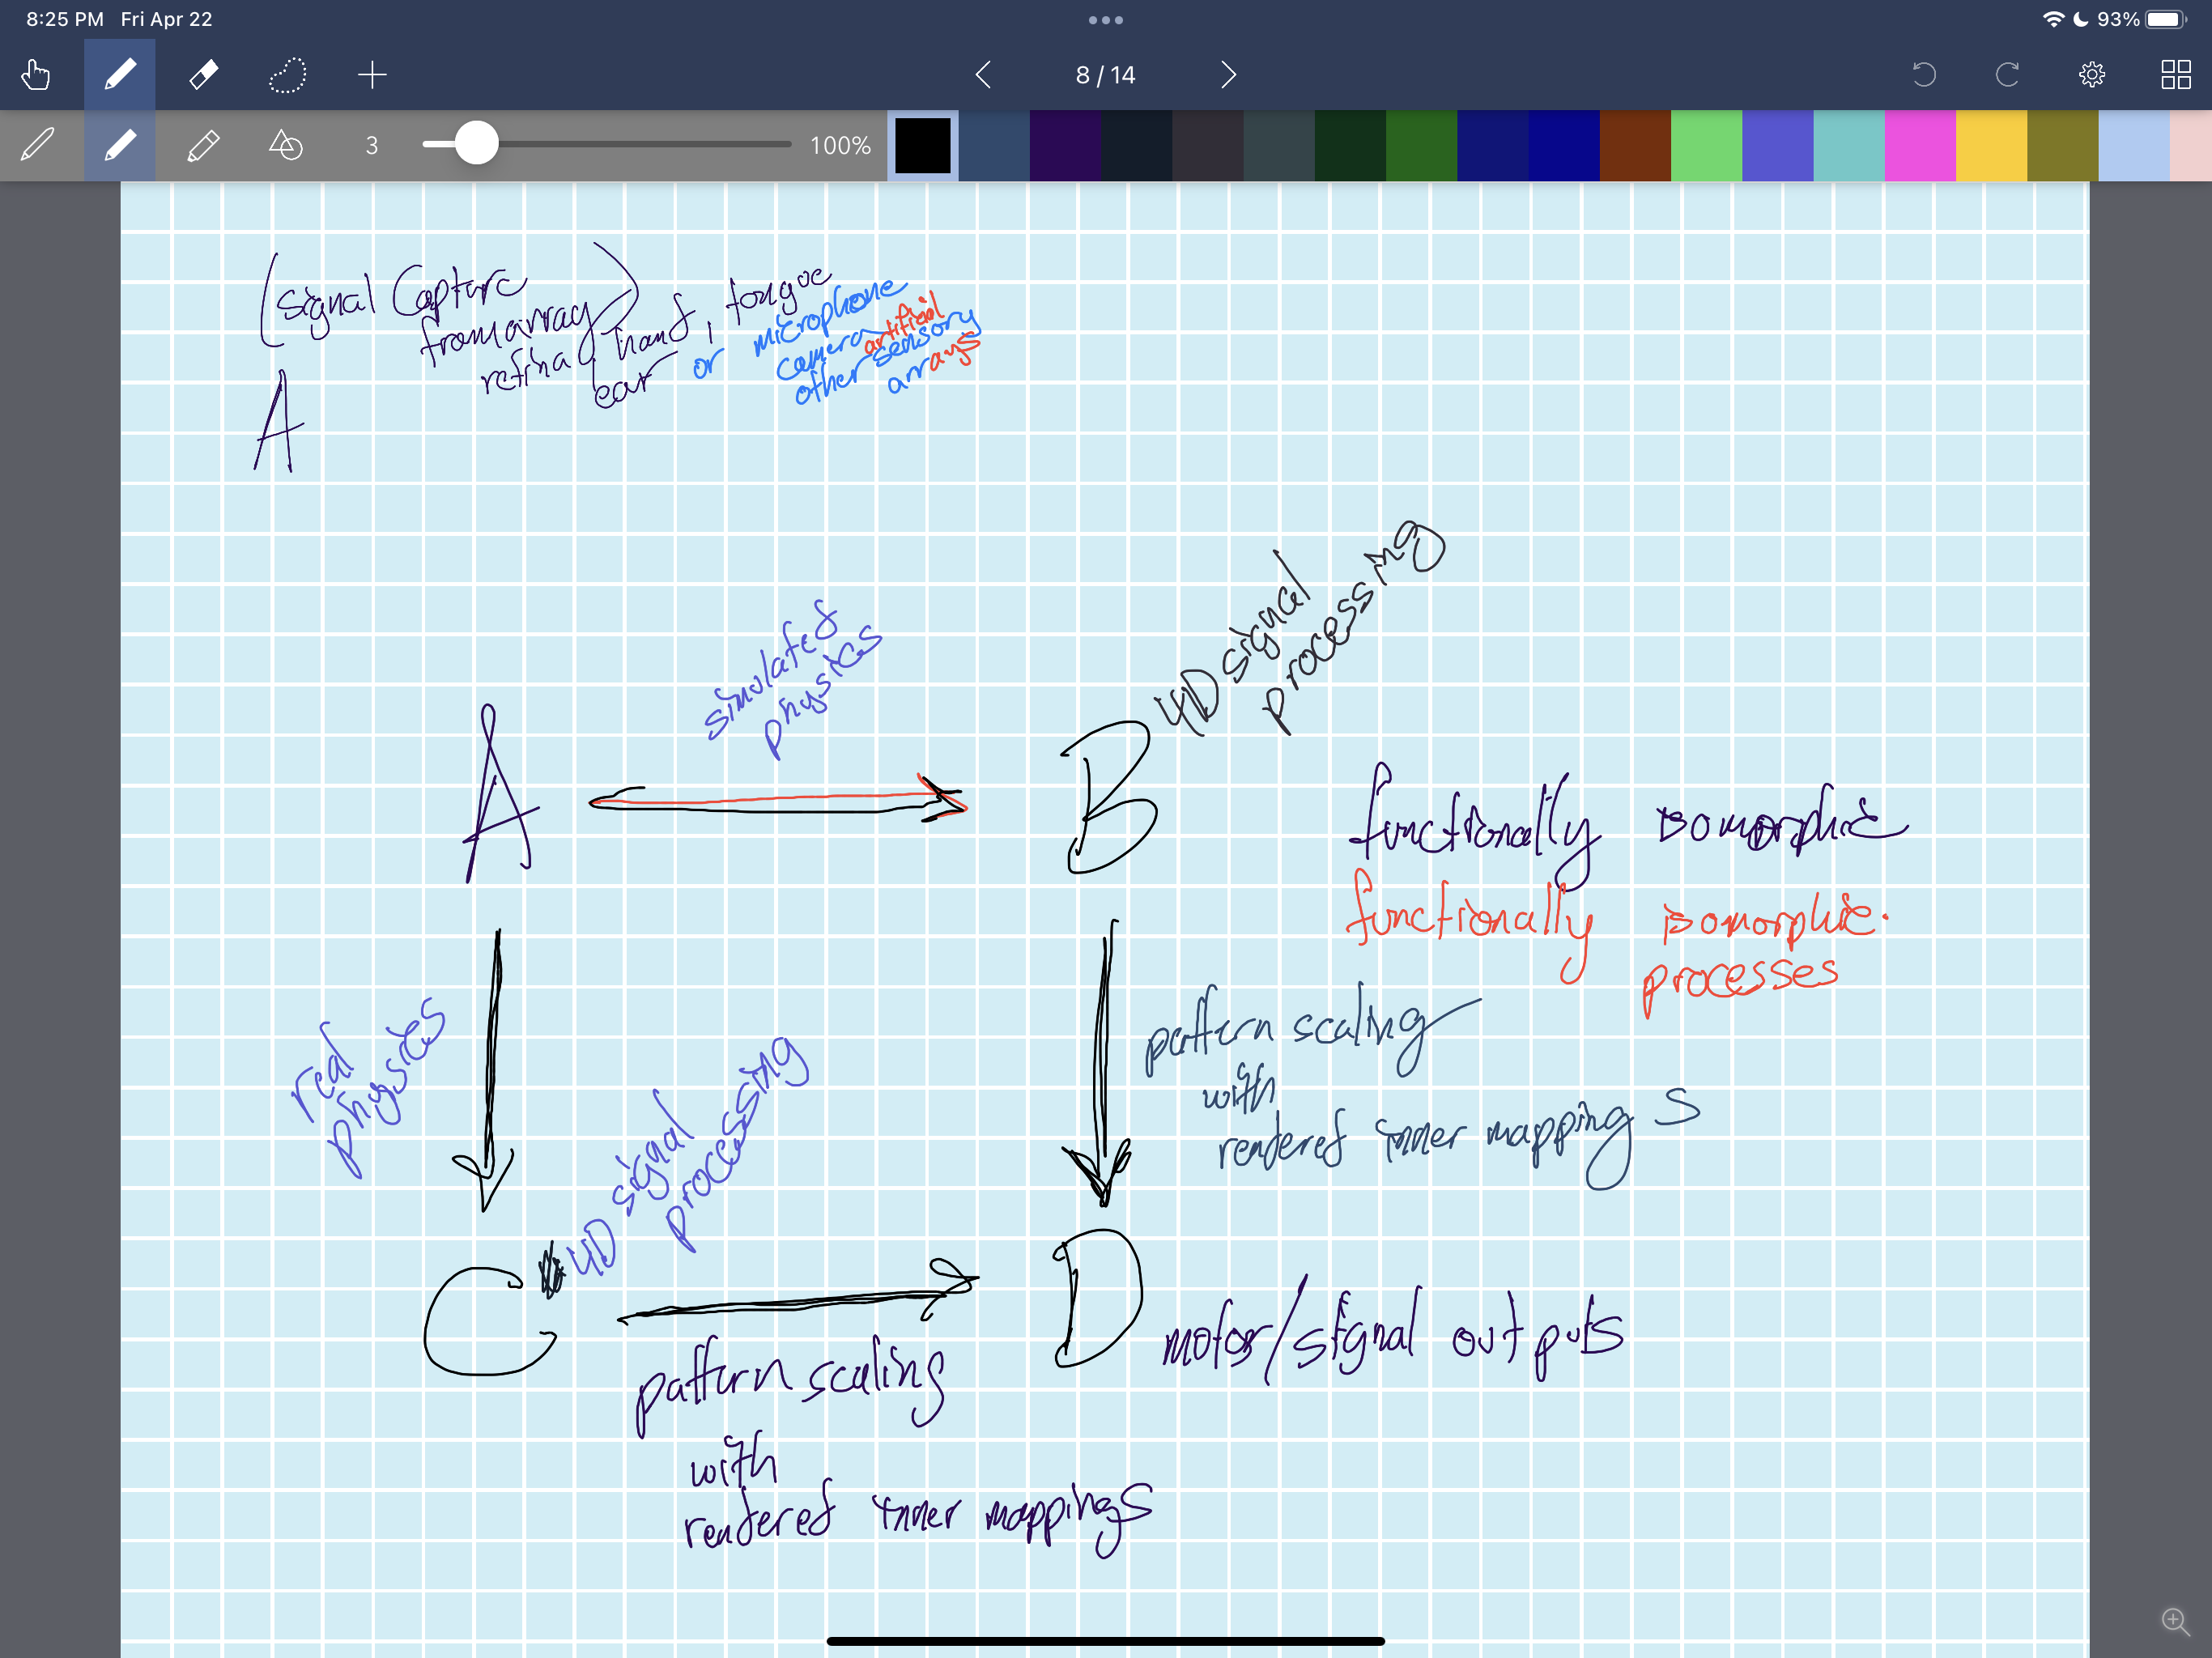 8:25 PM Fri Apr 22
93%
8 / 14
3
100%
(signal capture
from array)
retina, hand, tongue
ear
or microphone
camera artificial
other sensory
arrays
A
simulated
physics
4D signal
processing
A
B
functionally isomorphic
functionally isomorphic
processes
real
physics
pattern scaling
with
rendered inner mappings
4D signal
processing
C
D
motor/signal outputs
pattern scaling
with
rendered inner mappings